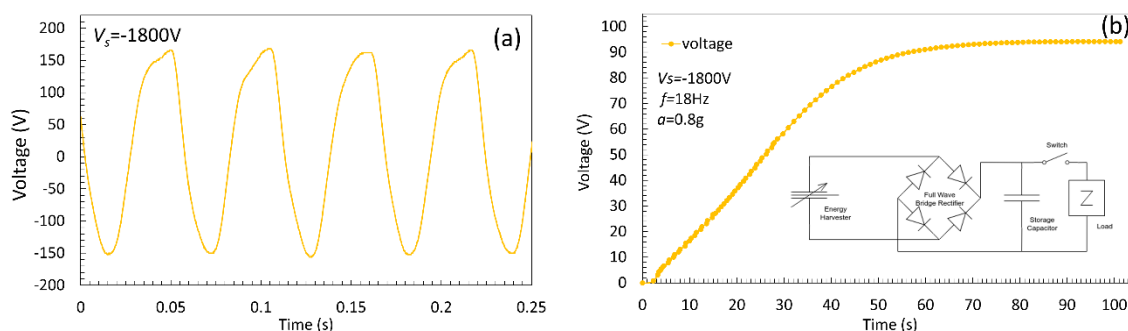 Vs=-1800V
(a)
200
150
100
50
0
-50
-100
-150
-200
Voltage (V)
0
0.05
0.1
0.15
0.2
0.25
Time (s)
(b)
voltage
Vs=-1800V
f=18Hz
a=0.8g
100
90
80
70
60
50
40
30
20
10
0
Voltage (V)
Switch
Full Wave
Bridge Rectifier
Energy
Harvester
Storage
Capacitor
Z
Load
0
10
20
30
40
50
60
70
80
90
100
Time (s)